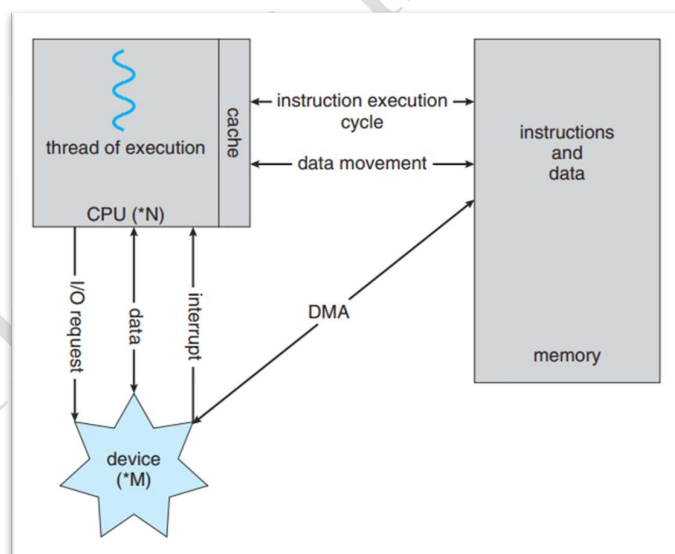 thread of execution
cache
CPU (*N)
instruction execution
cycle
data movement
instructions
and
data
memory
I/O request
data
interrupt
DMA
device
(*M)